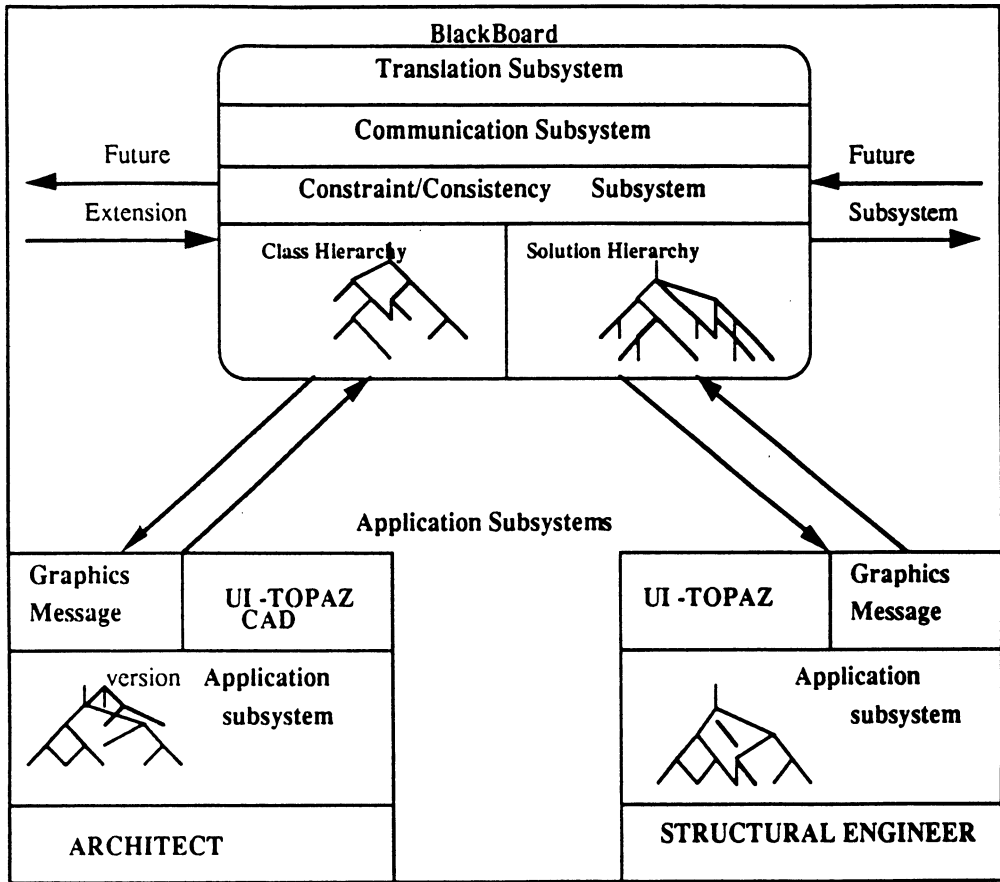 BlackBoard
Translation Subsystem
Communication Subsystem
Constraint/Consistency Subsystem
Future
Extension
Future
Subsystem
Class Hierarchy
Solution Hierarchy
Application Subsystems
Graphics
Message
UI -TOPAZ
CAD
version Application
subsystem
ARCHITECT
UI -TOPAZ
Graphics
Message
Application
subsystem
STRUCTURAL ENGINEER